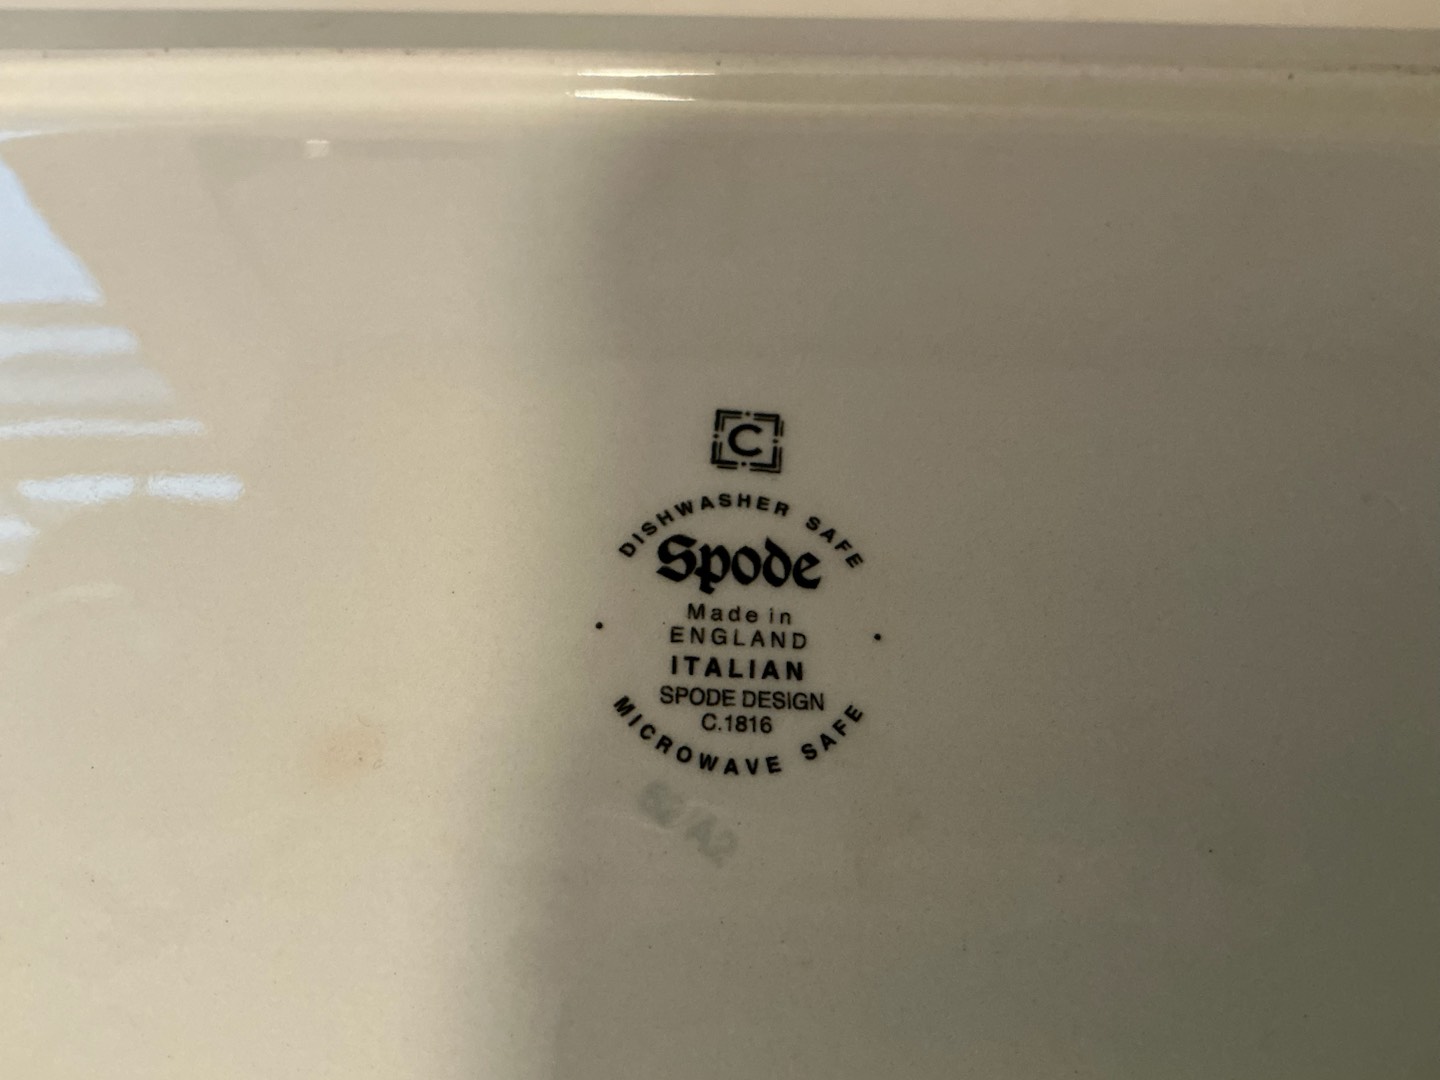 C
DISHWASHER SAFE
Spode
Made in
ENGLAND
ITALIAN
SPODE DESIGN
C.1816
MICROWAVE SAFE